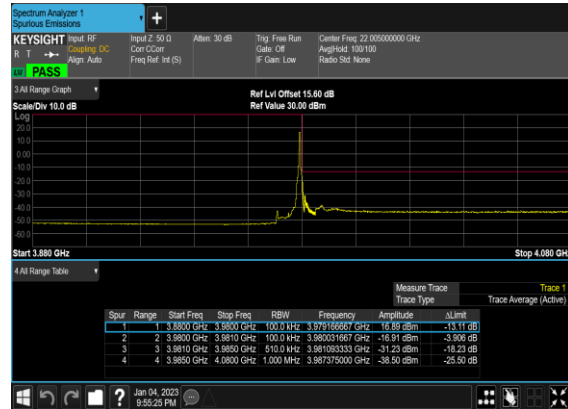 Spectrum Analyzer 1
Spurious Emissions
KEYSIGHT Input: RF Input Z: 50 Ω Atten: 30 dB Trig: Free Run Center Freq: 22.005000000 GHz
R T Coupling: DC Corr CCorr Gate: Off Avg|Hold: 100/100
Align: Auto Freq Ref: Int (S) IF Gain: Low Radio Std: None
PASS
3 All Range Graph
Ref Lvl Offset 15.60 dB
Scale/Div 10.0 dB Ref Value 30.00 dBm
Log
20.0
10.0
0.00
-10.0
-20.0
-30.0
-40.0
-50.0
-60.0
Start 3.880 GHz Stop 4.080 GHz
4 All Range Table
Measure Trace Trace 1
Trace Type Trace Average (Active)
Spur Range Start Freq Stop Freq RBW Frequency Amplitude ΔLimit
1 1 3.8800 GHz 3.9800 GHz 100.0 kHz 3.979166667 GHz 16.89 dBm -13.11 dB
2 2 3.9800 GHz 3.9810 GHz 100.0 kHz 3.980031667 GHz -16.91 dBm -3.906 dB
3 3 3.9810 GHz 3.9850 GHz 510.0 kHz 3.981093333 GHz -31.23 dBm -18.23 dB
4 4 3.9850 GHz 4.0800 GHz 1.000 MHz 3.987375000 GHz -38.50 dBm -25.50 dB
? Jan 04, 2023
9:55:25 PM